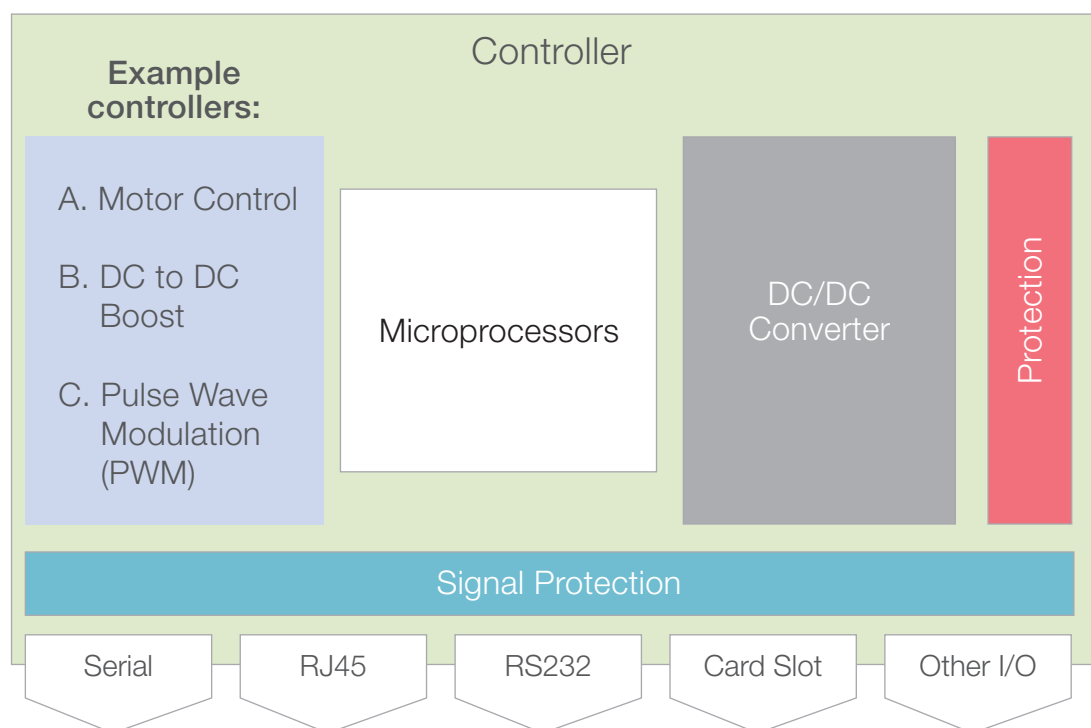 Controller
Example
controllers:
A. Motor Control
B. DC to DC
Boost
C. Pulse Wave
Modulation
(PWM)
Microprocessors
DC/DC
Converter
Protection
Signal Protection
Serial
RJ45
RS232
Card Slot
Other I/O